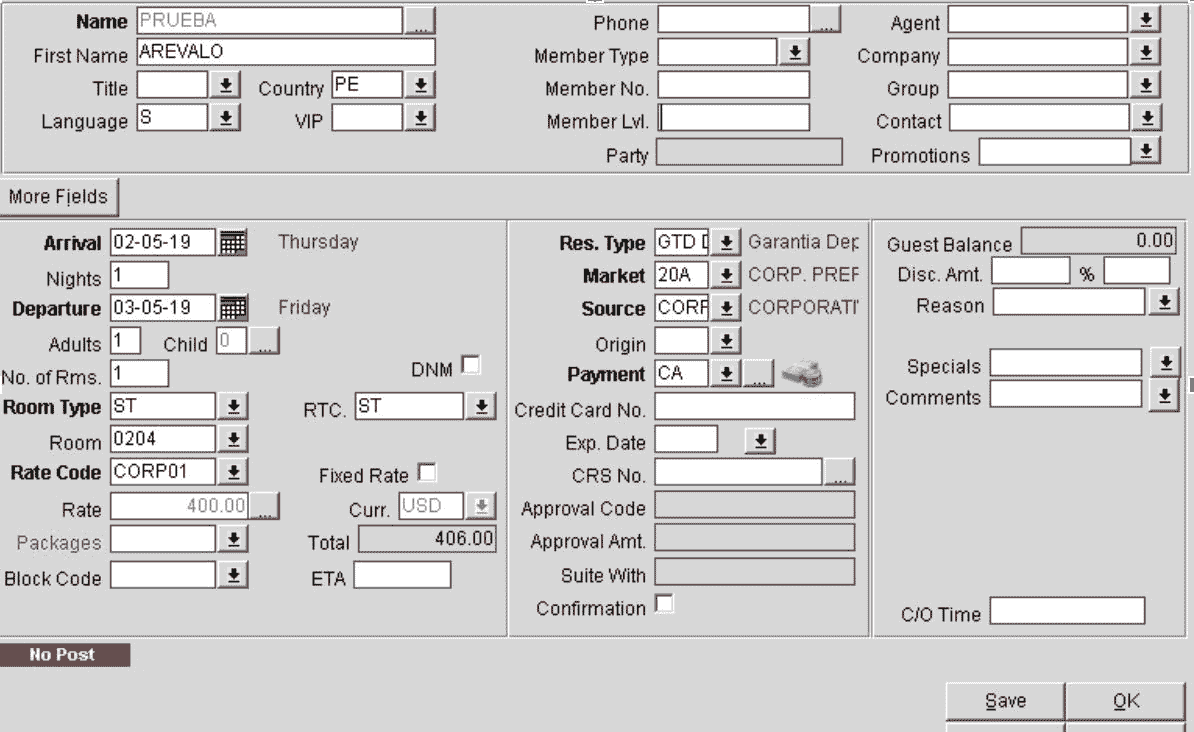 Name PRUEBA ... Phone ... Agent
First Name AREVALO Member Type Company
Title Country PE Member No. Group
Language S VIP Member Lvl. Contact
Party Promotions
More Fields
Arrival 02-05-19 Thursday Res. Type GTD Garantia Dep Guest Balance 0.00
Nights 1 Market 20A CORP. PREF Disc. Amt. %
Departure 03-05-19 Friday Source CORP CORPORATI Reason
Adults 1 Child 0 ... Origin
No. of Rms. 1 DNM Payment CA ... Specials
Room Type ST RTC. ST Credit Card No. Comments
Room 0204 Exp. Date
Rate Code CORP01 Fixed Rate CRS No. ...
Rate 400.00 ... Curr. USD Approval Code
Packages Total 406.00 Approval Amt.
Block Code ETA Suite With
Confirmation C/O Time
No Post
Save OK